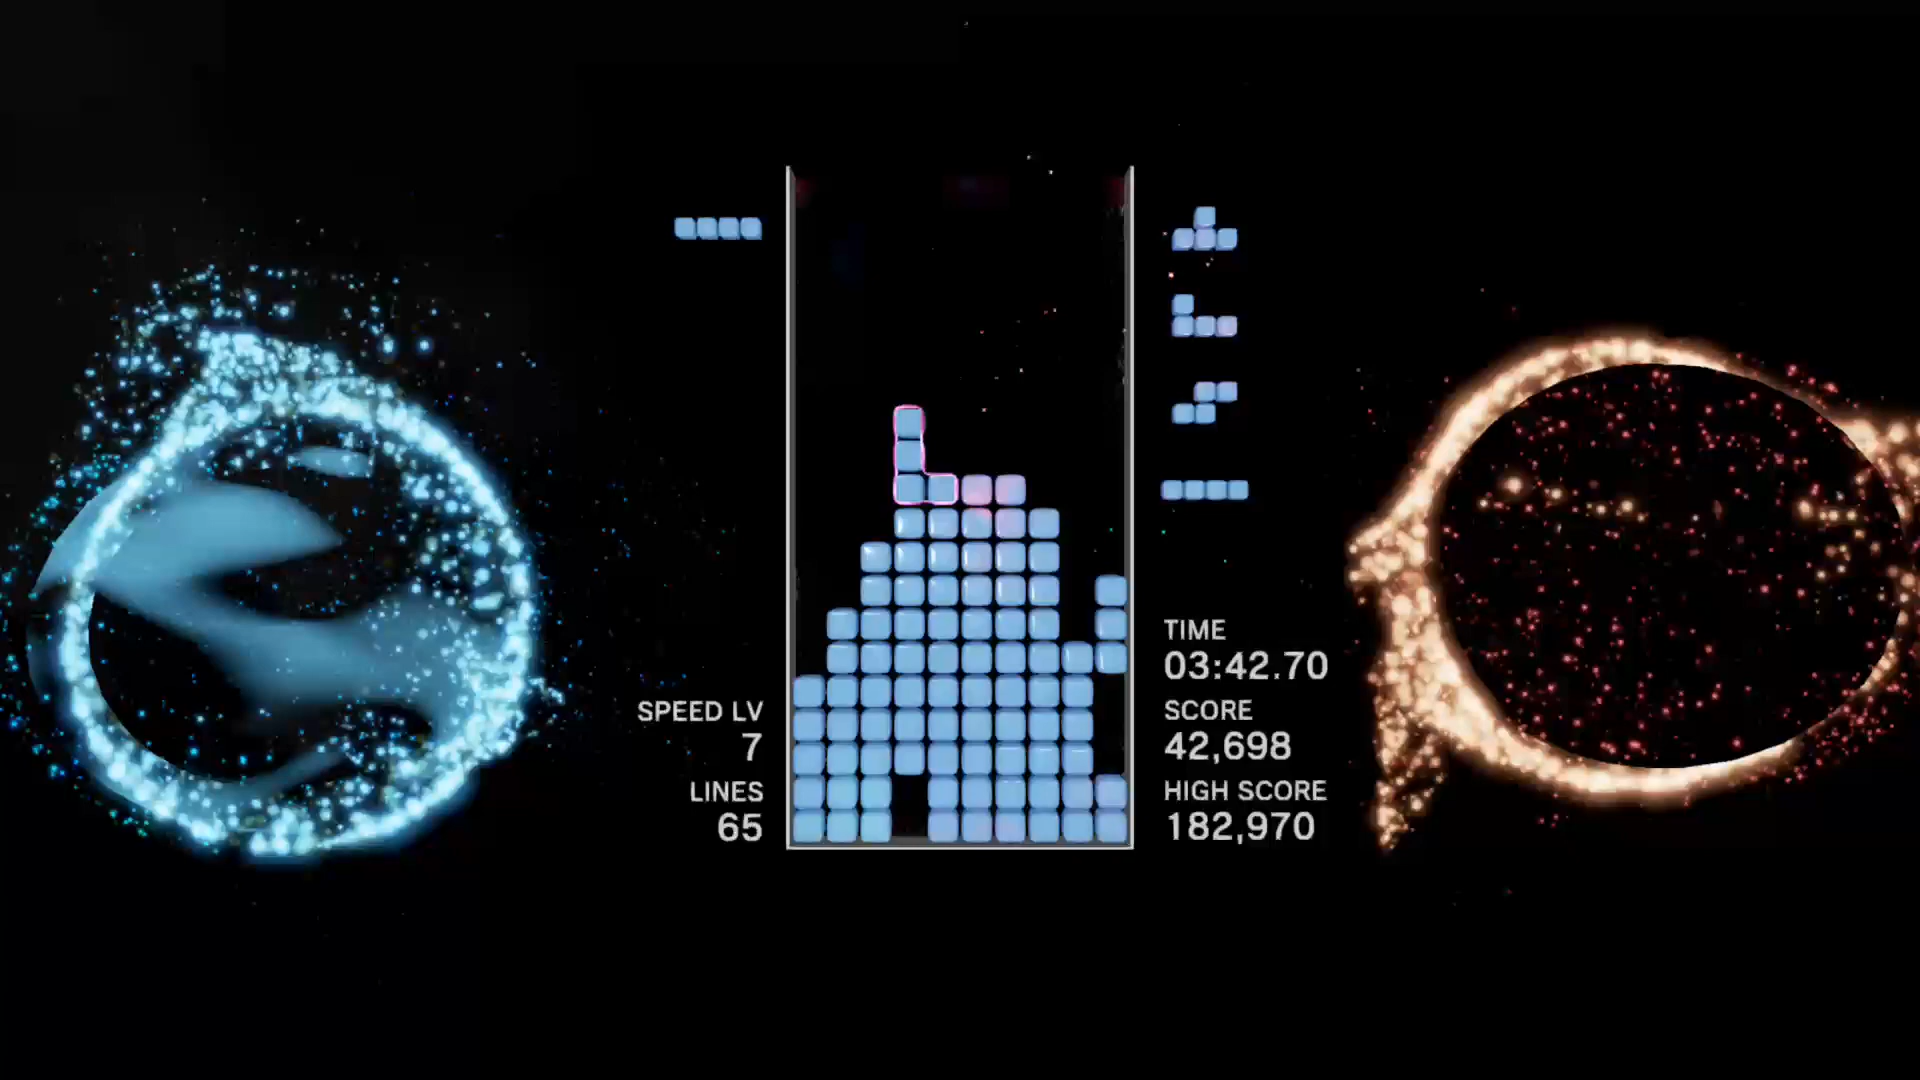 SPEED LV
7
LINES
65
TIME
03:42.70
SCORE
42,698
HIGH SCORE
182,970